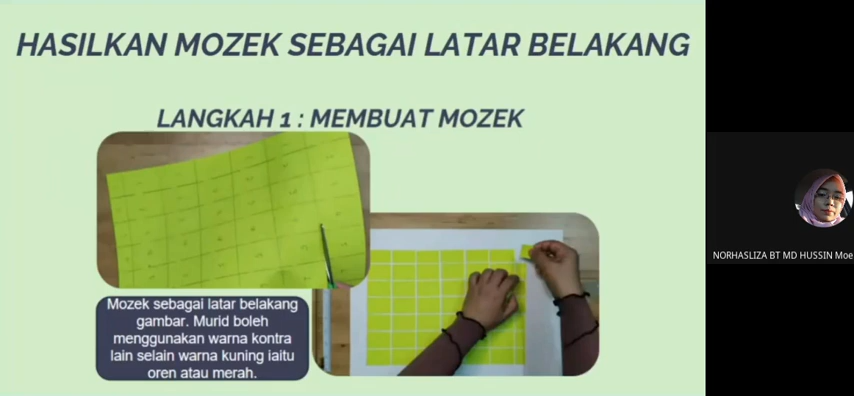 HASILKAN MOZEK SEBAGAI LATAR BELAKANG
LANGKAH 1 : MEMBUAT MOZEK
Mozek sebagai latar belakang
gambar. Murid boleh
menggunakan warna kontra
lain selain warna kuning iaitu
oren atau merah.
NORHASLIZA BT MD HUSSIN Moe